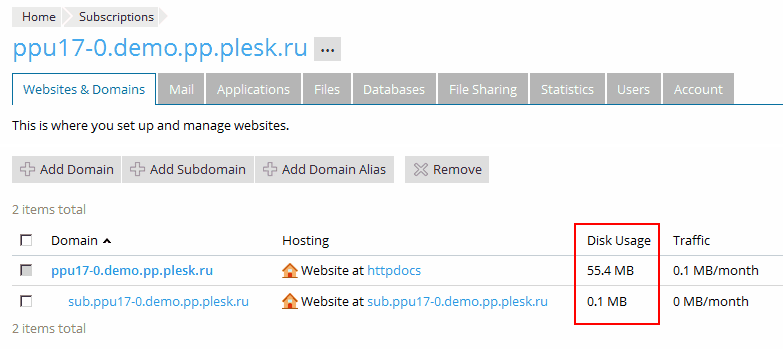 Home Subscriptions
ppu17-0.demo.pp.plesk.ru ...
Websites & Domains Mail Applications Files Databases File Sharing Statistics Users Account
This is where you set up and manage websites.
Add Domain Add Subdomain Add Domain Alias Remove
2 items total
Domain Hosting Disk Usage Traffic
ppu17-0.demo.pp.plesk.ru Website at httpdocs 55.4 MB 0.1 MB/month
sub.ppu17-0.demo.pp.plesk.ru Website at sub.ppu17-0.demo.pp.plesk.ru 0.1 MB 0 MB/month
2 items total